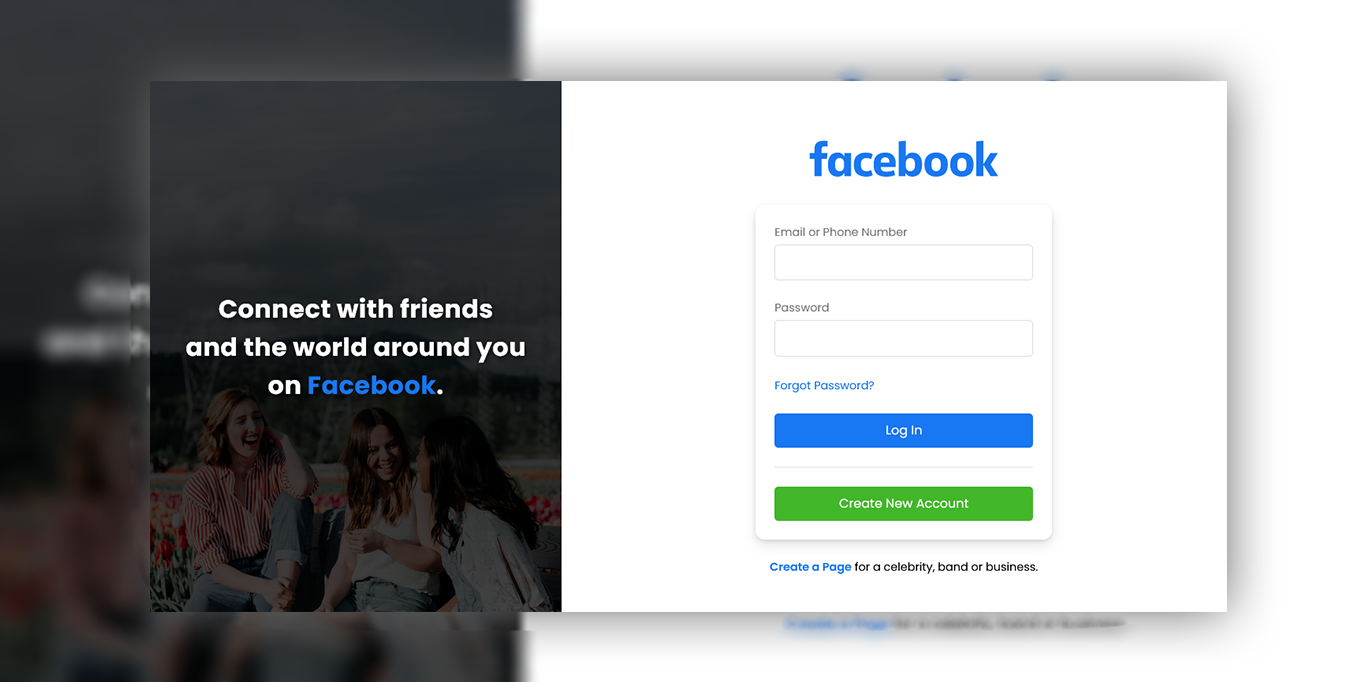 Connect with friends
and the world around you
on Facebook.
facebook
Email or Phone Number
Password
Forgot Password?
Log In
Create New Account
Create a Page for a celebrity, band or business.